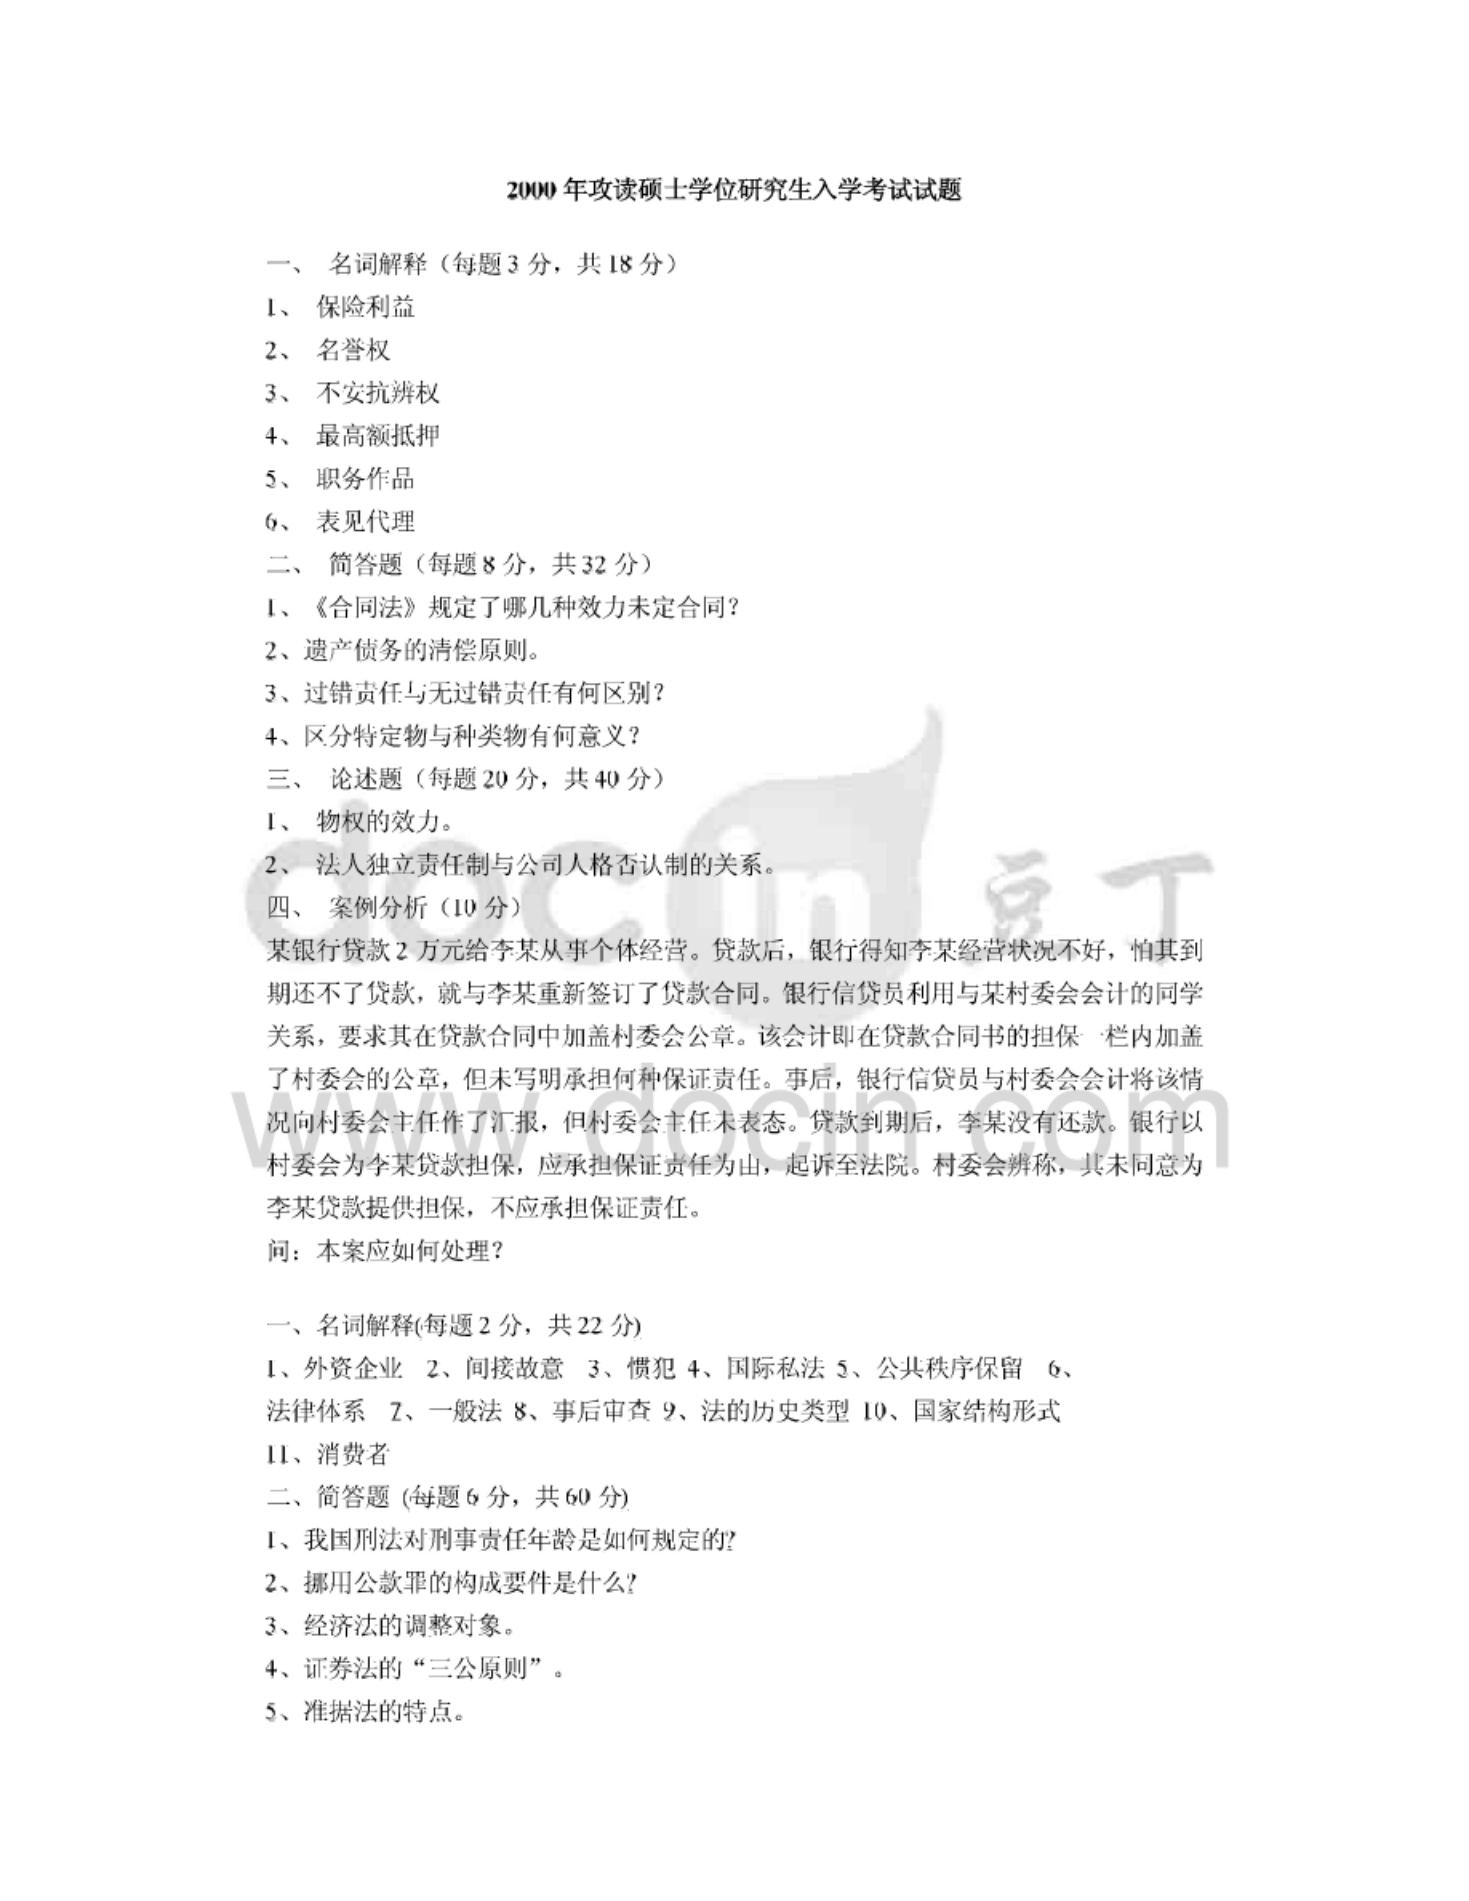 2000 年攻读硕士学位研究生入学考试试题
一、 名词解释（每题 3 分，共 18 分）
1、 保险利益
2、 名誉权
3、 不安抗辨权
4、 最高额抵押
5、 职务作品
6、 表见代理
二、 简答题（每题 8 分，共 32 分）
1、《合同法》规定了哪几种效力未定合同？
2、遗产债务的清偿原则。
3、过错责任与无过错责任有何区别？
4、区分特定物与种类物有何意义？
三、 论述题（每题 20 分，共 40 分）
1、 物权的效力。
2、 法人独立责任制与公司人格否认制的关系。
四、 案例分析（10 分）
某银行贷款 2 万元给李某从事个体经营。贷款后，银行得知李某经营状况不好，怕其到
期还不了贷款，就与李某重新签订了贷款合同。银行信贷员利用与某村委会会计的同学
关系，要求其在贷款合同中加盖村委会公章。该会计即在贷款合同书的担保一栏内加盖
了村委会的公章，但未写明承担何种保证责任。事后，银行信贷员与村委会会计将该情
况向村委会主任作了汇报，但村委会主任未表态。贷款到期后，李某没有还款。银行以
村委会为李某贷款担保，应承担保证责任为由，起诉至法院。村委会辨称，其未同意为
李某贷款提供担保，不应承担保证责任。
问：本案应如何处理？
一、名词解释(每题 2 分，共 22 分)
1、外资企业 2、间接故意 3、惯犯 4、国际私法 5、公共秩序保留 6、
法律体系 7、一般法 8、事后审查 9、法的历史类型 10、国家结构形式
11、消费者
二、简答题 (每题 6 分，共 60 分)
1、我国刑法对刑事责任年龄是如何规定的?
2、挪用公款罪的构成要件是什么?
3、经济法的调整对象。
4、证券法的“三公原则”。
5、准据法的特点。
docin 豆丁
www.docin.com